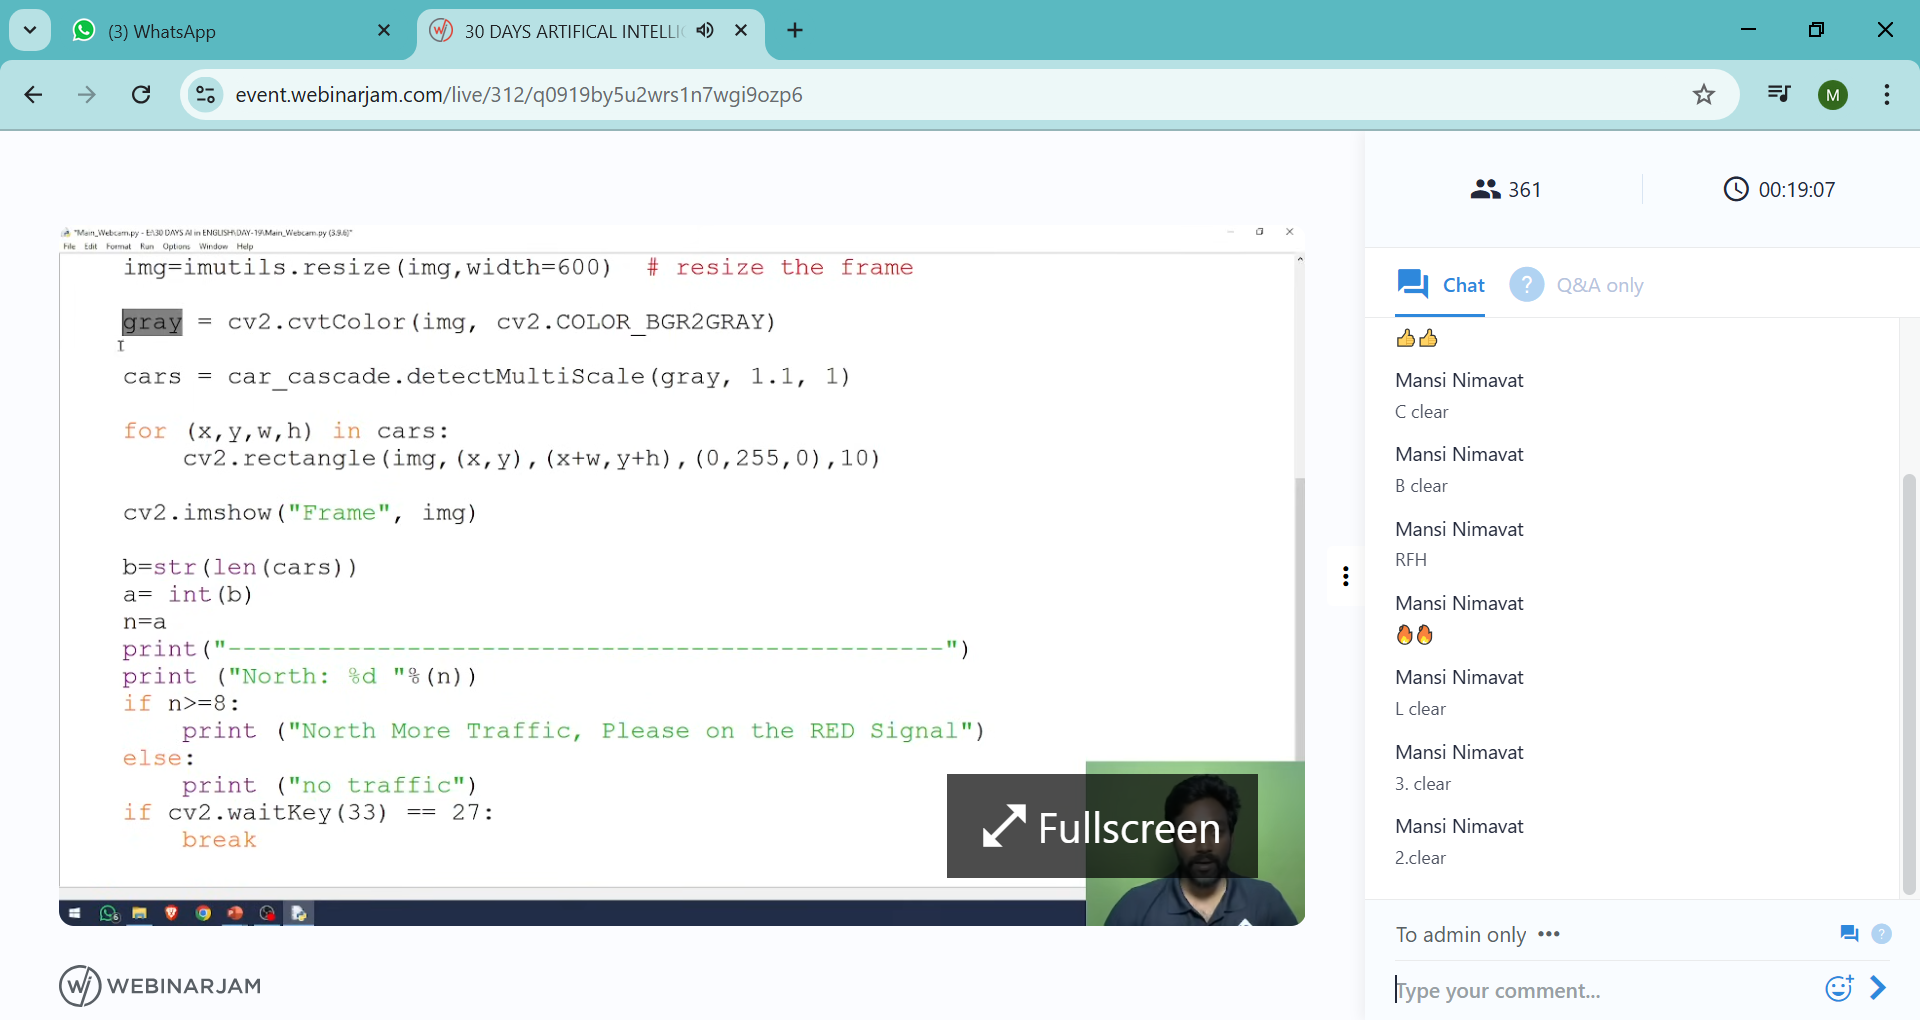 (3) WhatsApp
30 DAYS ARTIFICAL INTELLI
event.webinarjam.com/live/312/q0919by5u2wrs1n7wgi9ozp6
M
361
00:19:07
*Main_Webcam.py - E:\30 DAYS AI in ENGLISH\DAY-19\Main_Webcam.py (3.9.6)*
File Edit Format Run Options Window Help
img=imutils.resize(img,width=600)  # resize the frame
gray = cv2.cvtColor(img, cv2.COLOR_BGR2GRAY)
cars = car_cascade.detectMultiScale(gray, 1.1, 1)
for (x,y,w,h) in cars:
cv2.rectangle(img,(x,y),(x+w,y+h),(0,255,0),10)
cv2.imshow("Frame", img)
b=str(len(cars))
a= int(b)
n=a
print("------------------------------------------------")
print ("North: %d "%(n))
if n>=8:
print ("North More Traffic, Please on the RED Signal")
else:
print ("no traffic")
if cv2.waitKey(33) == 27:
break
Fullscreen
WEBINARJAM
Chat
? Q&A only
Mansi Nimavat
C clear
Mansi Nimavat
B clear
Mansi Nimavat
RFH
Mansi Nimavat
🔥🔥
Mansi Nimavat
L clear
Mansi Nimavat
3. clear
Mansi Nimavat
2.clear
To admin only
?
Type your comment...